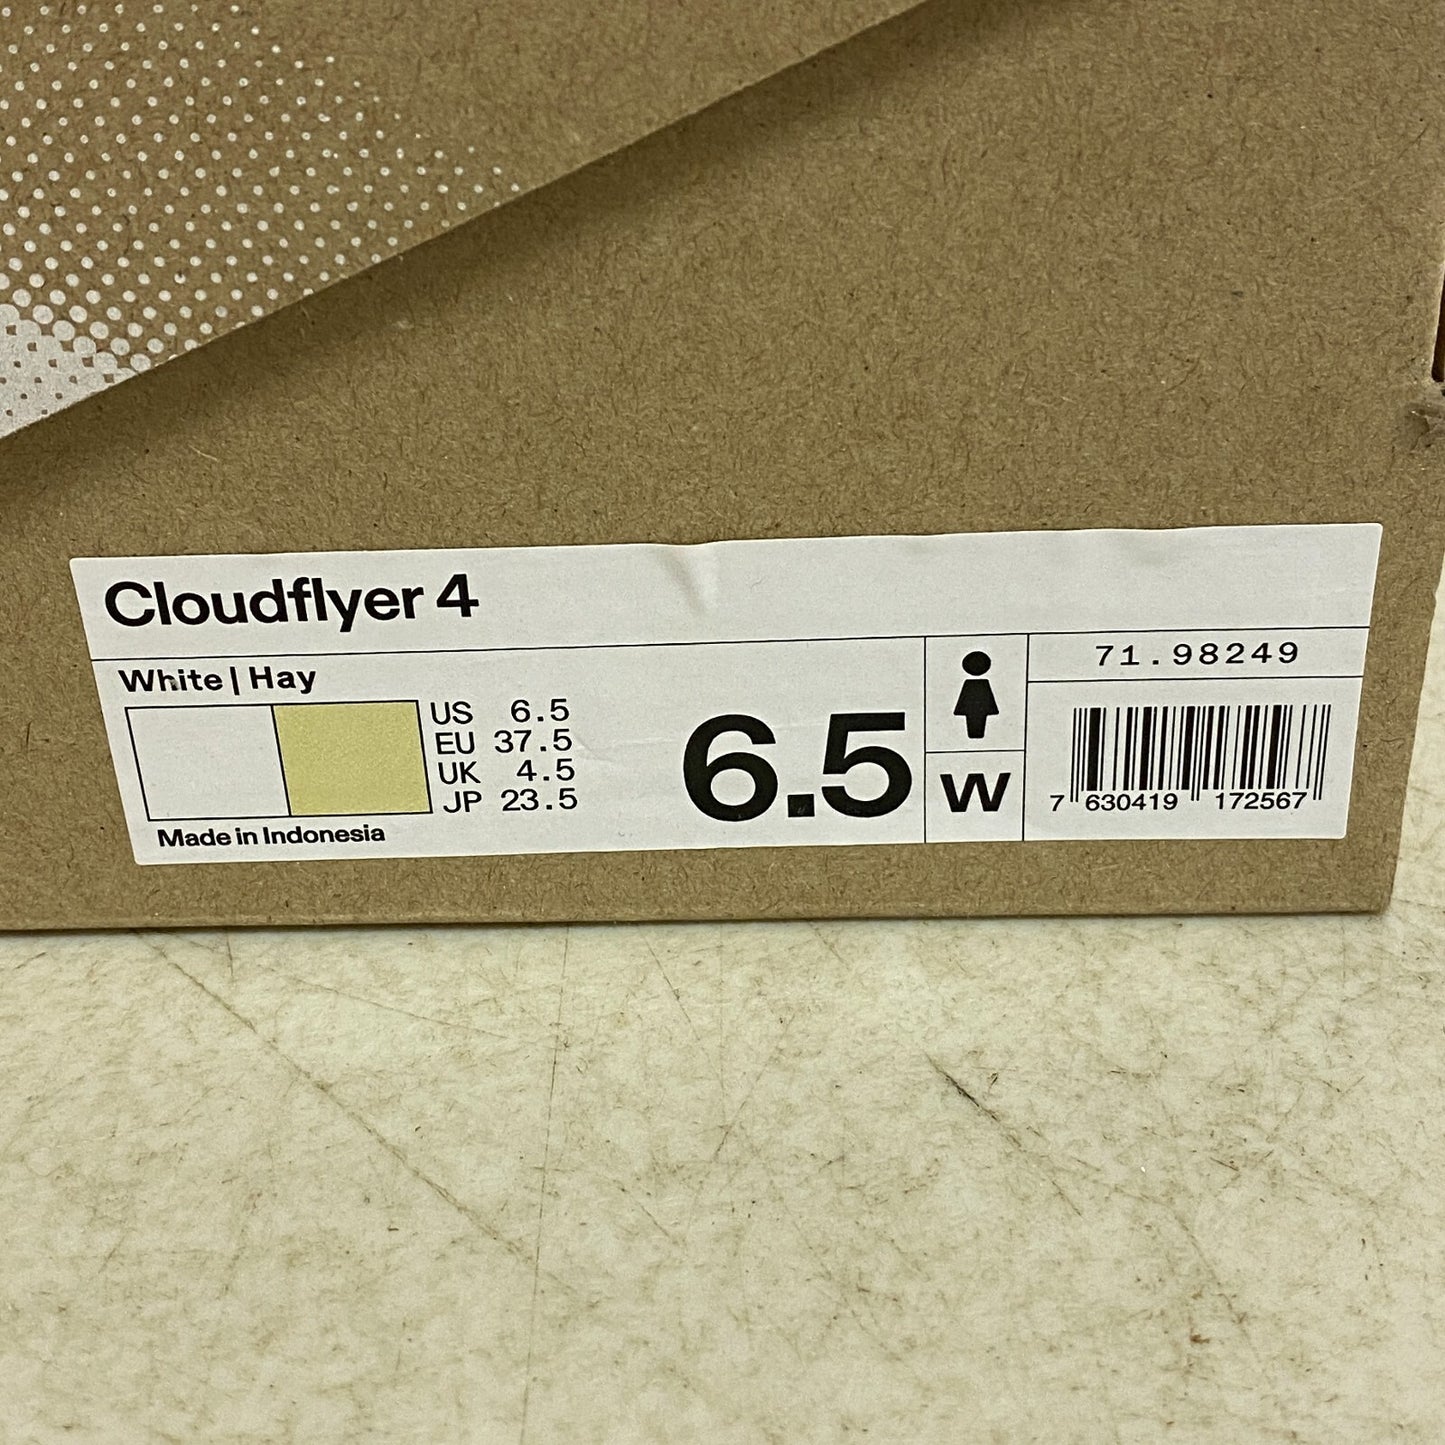 Cloudflyer 4
White | Hay
US 6.5
EU 37.5
UK 4.5
JP 23.5
Made in Indonesia
6.5
W
71.98249
7 630419 172567